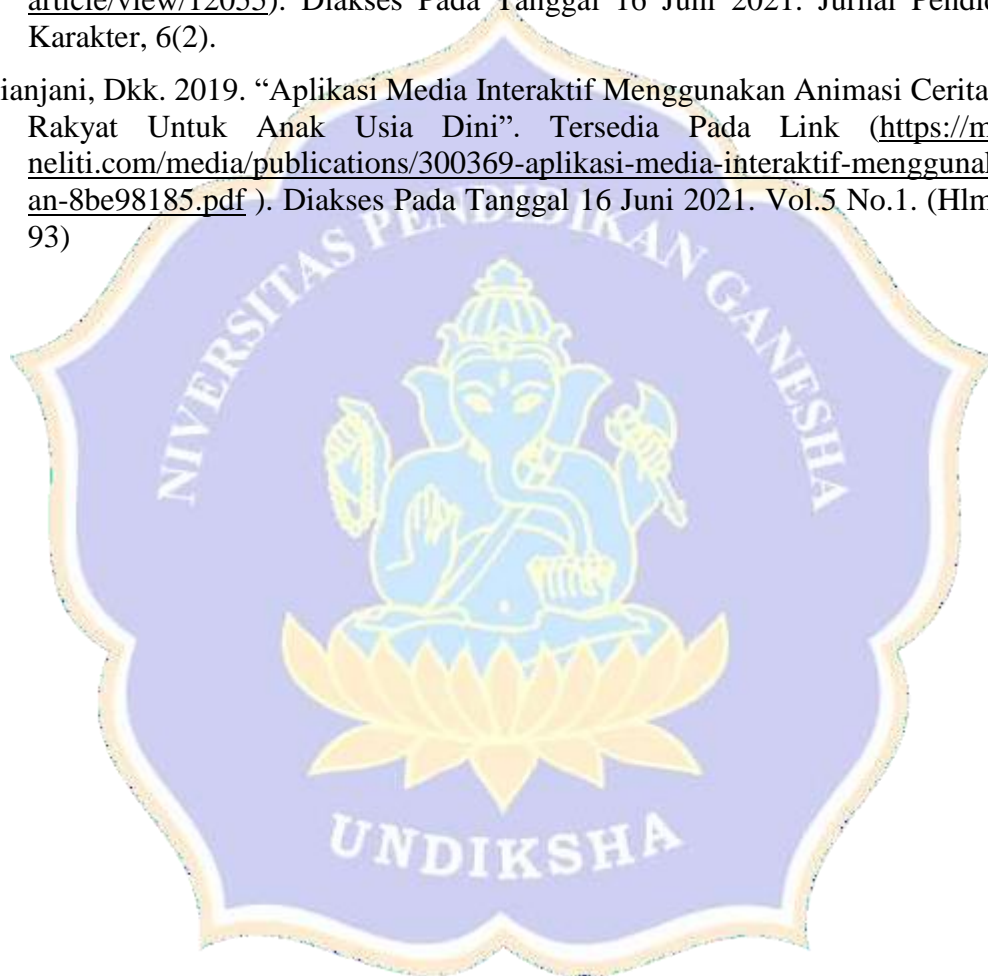 article/view/12055). Diakses Pada Tanggal 16 Juni 2021. Jurnal Pendid
Karakter, 6(2).
ianjani, Dkk. 2019. “Aplikasi Media Interaktif Menggunakan Animasi Cerita
Rakyat Untuk Anak Usia Dini”. Tersedia Pada Link (https://m
neliti.com/media/publications/300369-aplikasi-media-interaktif-menggunak
an-8be98185.pdf ). Diakses Pada Tanggal 16 Juni 2021. Vol.5 No.1. (Hlm
93)
NIVERSITAS PENDIDIKAN GANESHA
UNDIKSHA